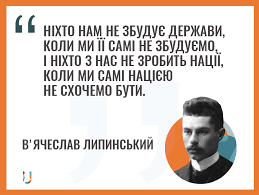 НІХТО НАМ НЕ ЗБУДУЄ ДЕРЖАВИ,
КОЛИ МИ ЇЇ САМІ НЕ ЗБУДУЄМО,
І НІХТО З НАС НЕ ЗРОБИТЬ НАЦІЇ,
КОЛИ МИ САМІ НАЦІЄЮ
НЕ СХОЧЕМО БУТИ.
В'ЯЧЕСЛАВ ЛИПИНСЬКИЙ